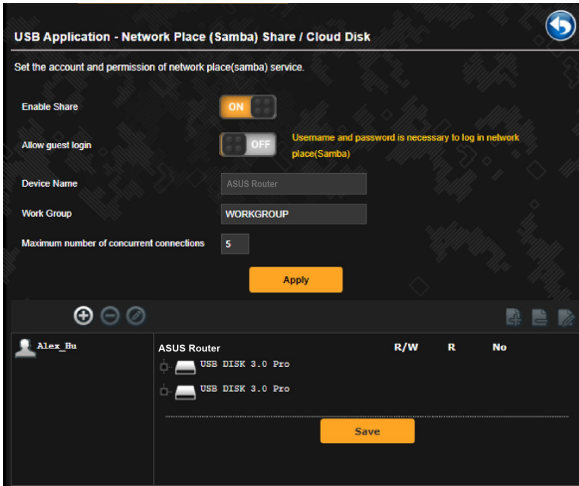 USB Application - Network Place (Samba) Share / Cloud Disk
Set the account and permission of network place(samba) service.
Enable Share
ON
Allow guest login
OFF
Username and password is necessary to log in network
place(Samba)
Device Name
ASUS Router
Work Group
WORKGROUP
Maximum number of concurrent connections
5
Apply
Alex_Hu
ASUS Router
R/W
R
No
USB DISK 3.0 Pro
USB DISK 3.0 Pro
Save